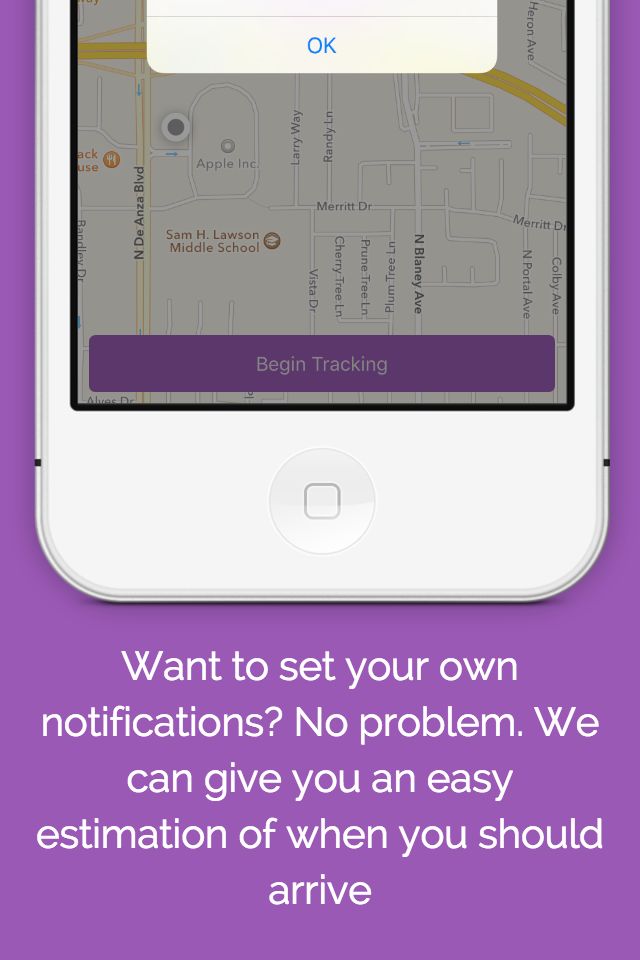 way
Heron Ave
OK
Larry Way
Randy Ln
Apple Inc.
ack
use
N De Anza Blvd
Merritt Dr
Merritt Dr
Sam H. Lawson
Middle School
Bandley Dr
Vista Dr
Cherry Tree Ln
Prune Tree Ln
Plum Tree Ln
N Blaney Ave
N Portal Ave
Colby Ave
Begin Tracking
Alves Dr
Pl
Want to set your own
notifications? No problem. We
can give you an easy
estimation of when you should
arrive